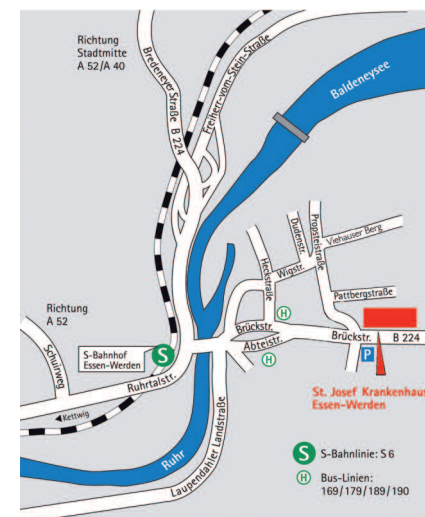 Richtung
Stadtmitte
A 52/A 40
Bredeneyer Straße B 224
Freiherr-vom-Stein-Straße
Baldeneysee
Heckstraße
Dudenstr.
Propsteistraße
Viehauser Berg
Wigstr.
Pattbergstraße
Richtung
A 52
Schuirweg
S-Bahnhof
Essen-Werden
S
Ruhrtalstr.
Kettwig
Brückstr.
H
Abteistr.
H
Brückstr.
B 224
P
St. Josef Krankenhaus
Essen-Werden
Ruhr
Laupendahler Landstraße
S S-Bahnlinie: S 6
H Bus-Linien:
169/179/189/190